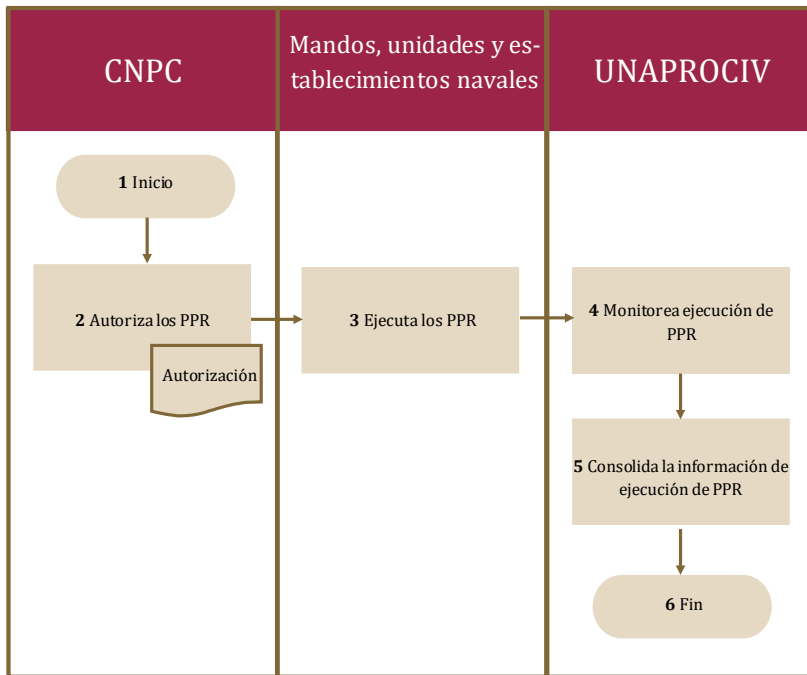 CNPC
Mandos, unidades y es-
tablecimientos navales
UNAPROCIV
1 Inicio
2 Autoriza los PPR
Autorización
3 Ejecuta los PPR
4 Monitorea ejecución de
PPR
5 Consolida la información de
ejecución de PPR
6 Fin